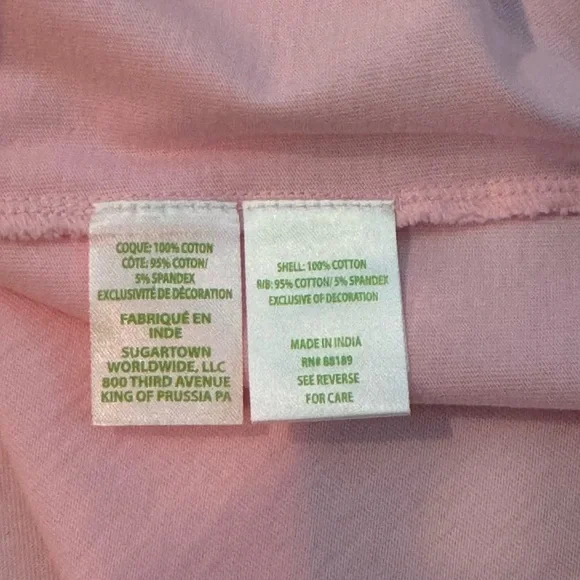 COQUE: 100% COTON
CÔTE: 95% COTON/
5% SPANDEX
EXCLUSIVITÉ DE DÉCORATION
FABRIQUÉ EN
INDE
SUGARTOWN
WORLDWIDE, LLC
800 THIRD AVENUE
KING OF PRUSSIA PA
SHELL: 100% COTTON
RIB: 95% COTTON/ 5% SPANDEX
EXCLUSIVE OF DECORATION
MADE IN INDIA
RN# 88189
SEE REVERSE
FOR CARE